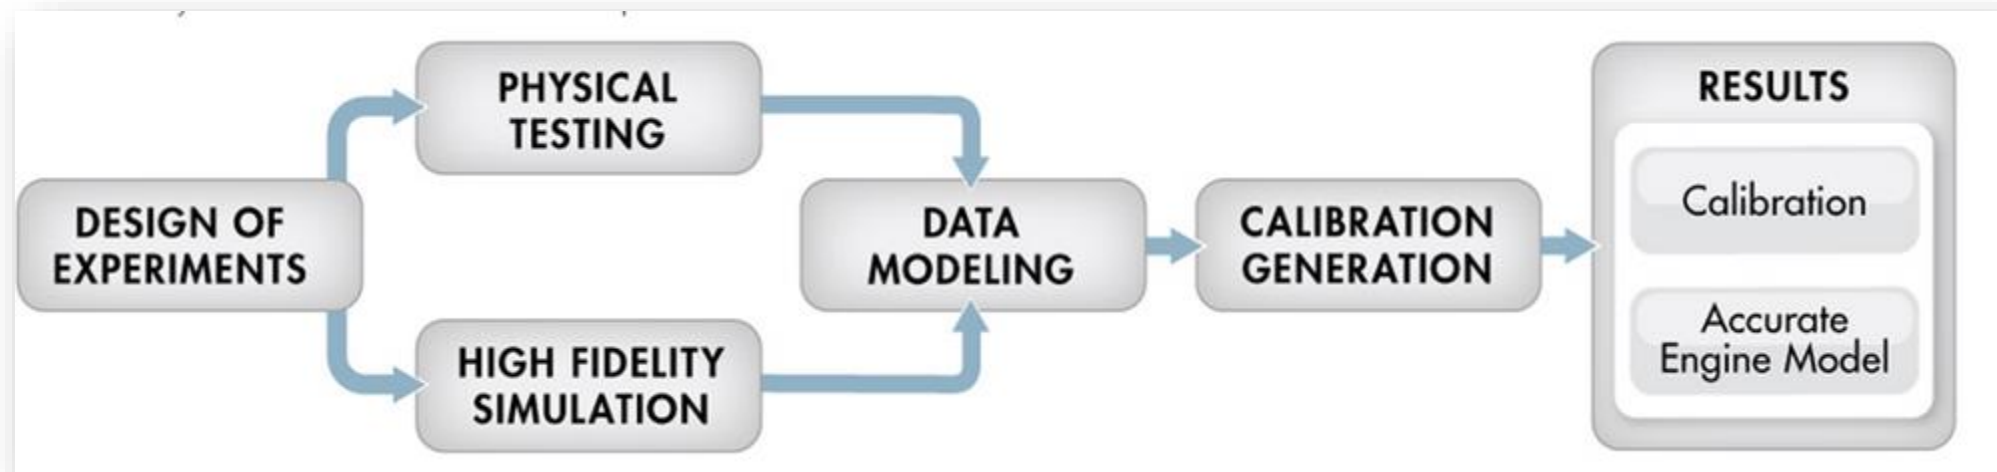 PHYSICAL
TESTING
DESIGN OF
EXPERIMENTS
HIGH FIDELITY
SIMULATION
DATA
MODELING
CALIBRATION
GENERATION
RESULTS
Calibration
Accurate
Engine Model